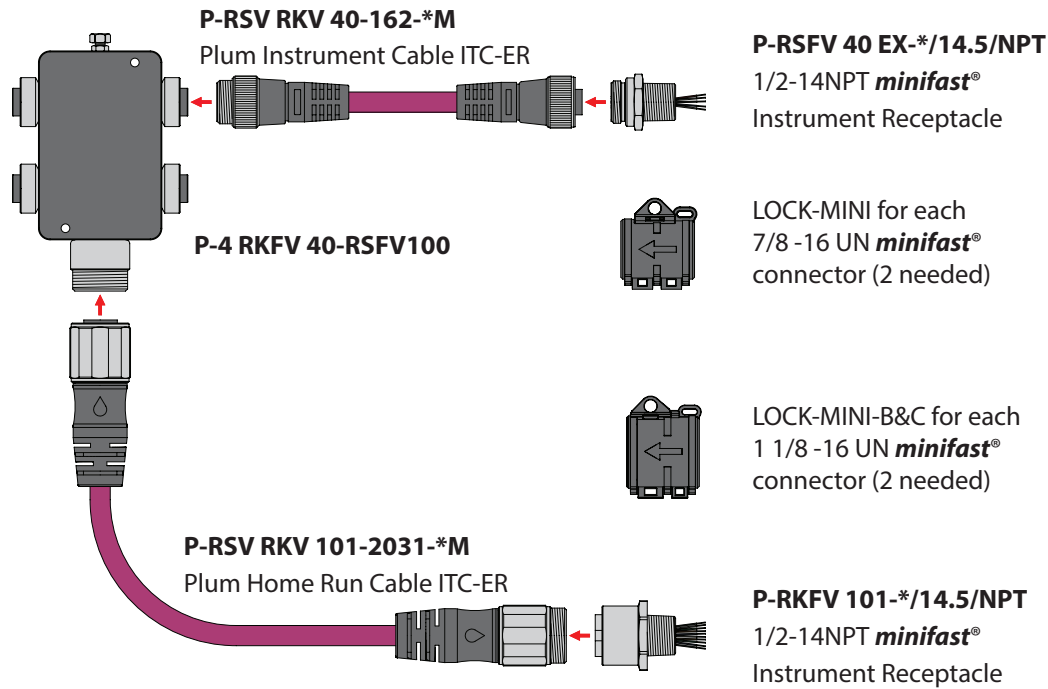 P-RSV RKV 40-162-*M
Plum Instrument Cable ITC-ER
P-RSFV 40 EX-*/14.5/NPT
1/2-14NPT minifast®
Instrument Receptacle
LOCK-MINI for each
7/8 -16 UN minifast®
connector (2 needed)
P-4 RKFV 40-RSFV100
LOCK-MINI-B&C for each
1 1/8 -16 UN minifast®
connector (2 needed)
P-RSV RKV 101-2031-*M
Plum Home Run Cable ITC-ER
P-RKFV 101-*/14.5/NPT
1/2-14NPT minifast®
Instrument Receptacle